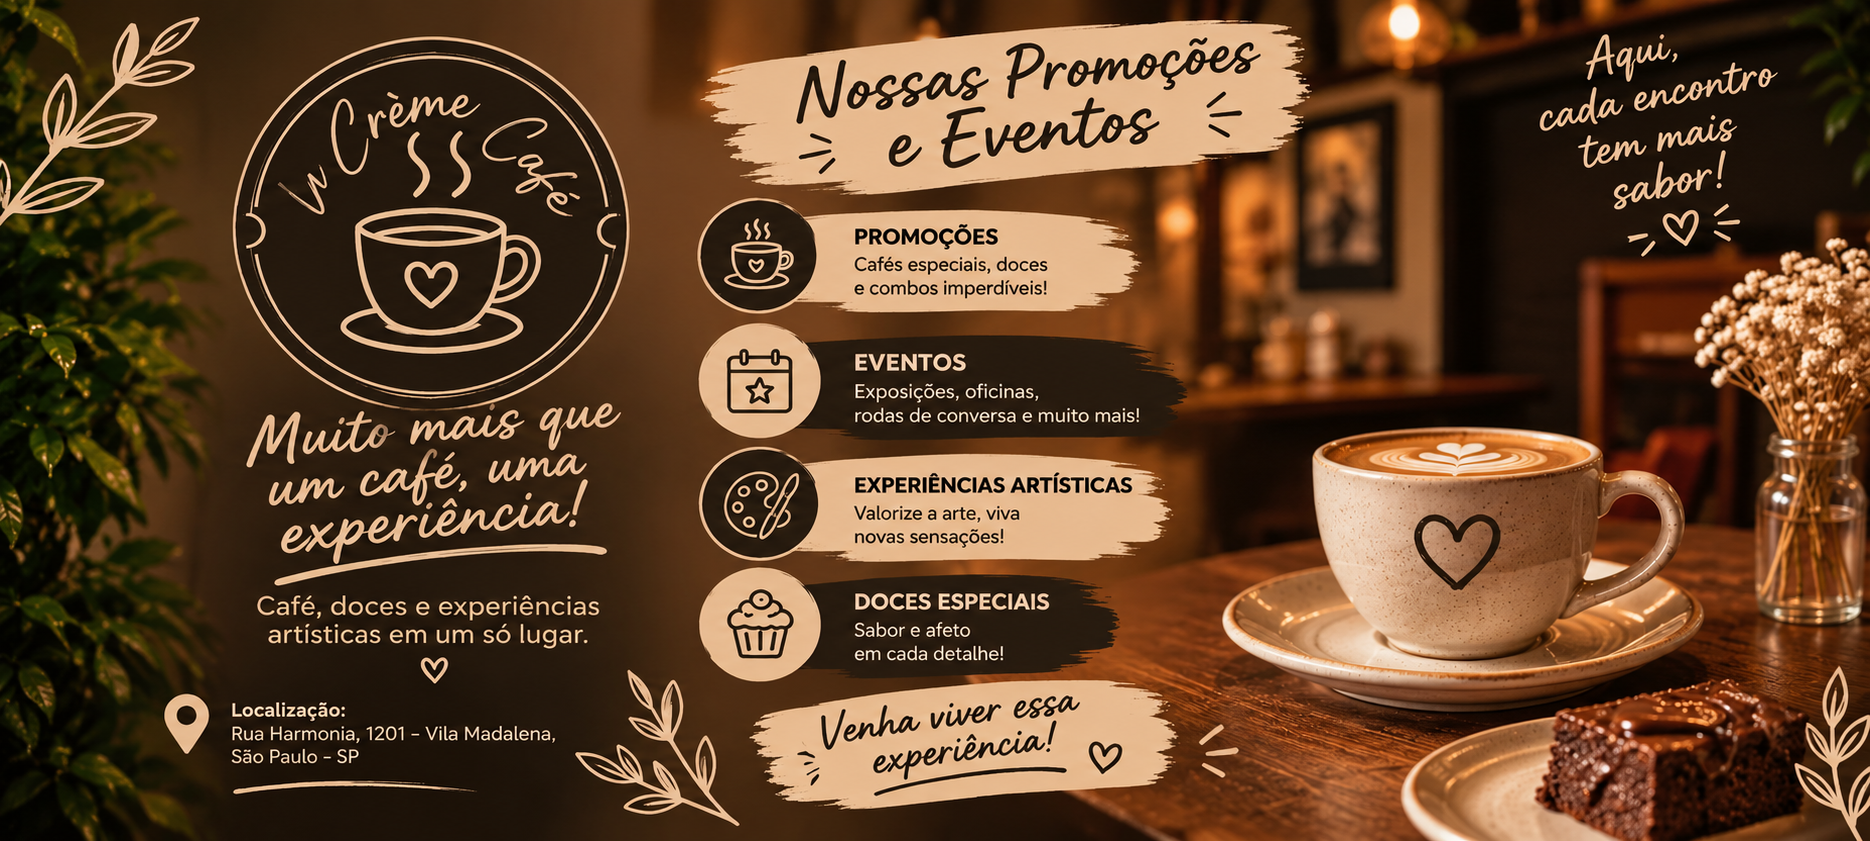 In Crème Café
Muito mais que
um café, uma
experiência!
Café, doces e experiências
artísticas em um só lugar.
Localização:
Rua Harmonia, 1201 - Vila Madalena,
São Paulo - SP
Nossas Promoções
e Eventos
PROMOÇÕES
Cafés especiais, doces
e combos imperdíveis!
EVENTOS
Exposições, oficinas,
rodas de conversa e muito mais!
EXPERIÊNCIAS ARTÍSTICAS
Valorize a arte, viva
novas sensações!
DOCES ESPECIAIS
Sabor e afeto
em cada detalhe!
Venha viver essa
experiência!
Aqui,
cada encontro
tem mais
sabor!